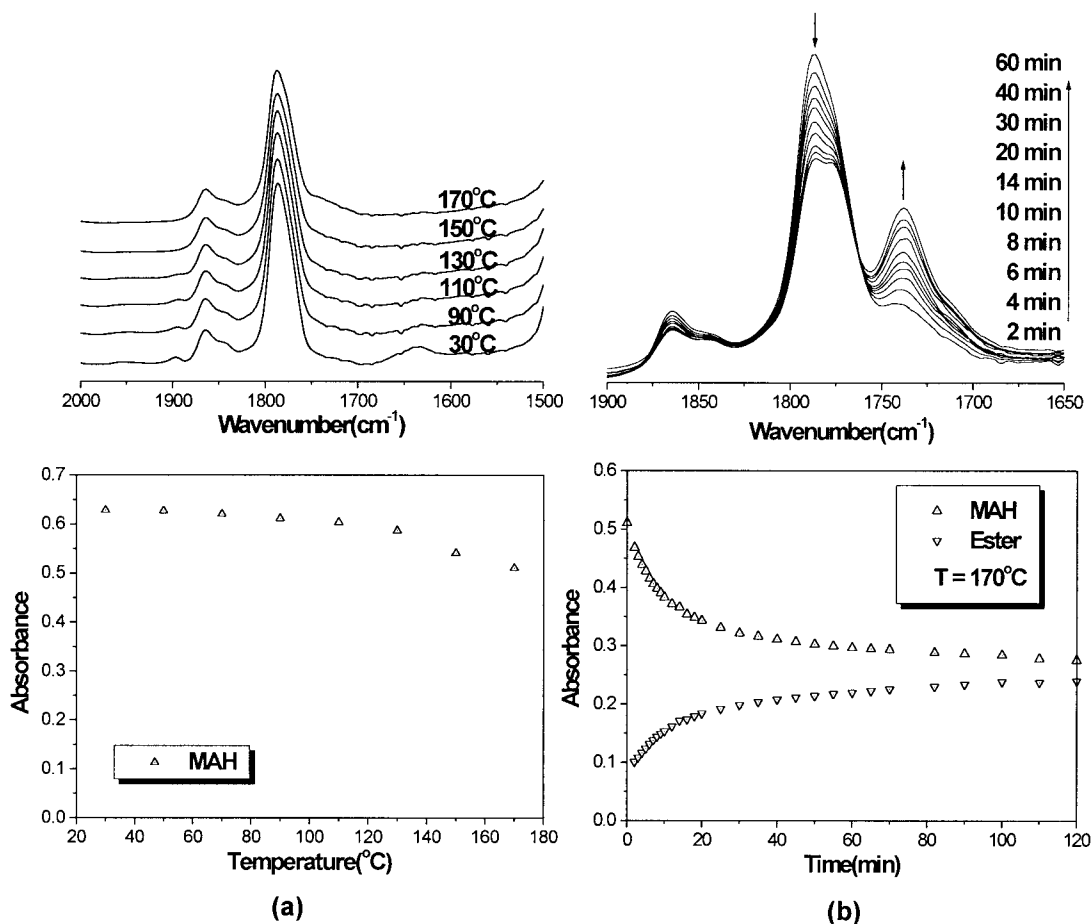 170°C
150°C
130°C
110°C
90°C
30°C
2000 1900 1800 1700 1600 1500
Wavenumber(cm⁻¹)
60 min
40 min
30 min
20 min
14 min
10 min
8 min
6 min
4 min
2 min
1900 1850 1800 1750 1700 1650
Wavenumber(cm⁻¹)
0.7
0.6
0.5
0.4
0.3
0.2
0.1
0.0
Absorbance
MAH
20 40 60 80 100 120 140 160 180
Temperature(°C)
(a)
0.6
0.5
0.4
0.3
0.2
0.1
0.0
Absorbance
MAH
Ester
T = 170°C
0 20 40 60 80 100 120
Time(min)
(b)